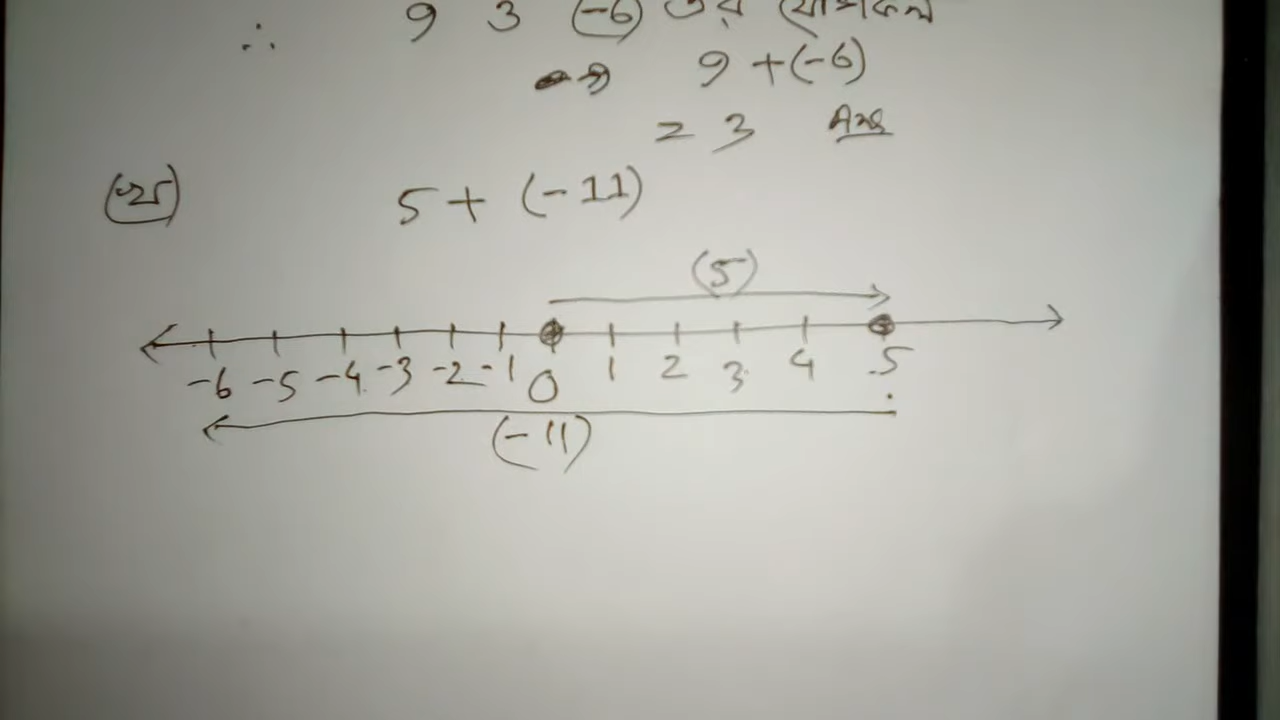 ∴ 9 ও (-6) এর যোগফল
⇒ 9 + (-6)
= 3 Ans
5 + (-11)
(5)
-6 -5 -4 -3 -2 -1 0 1 2 3 4 5
(-11)